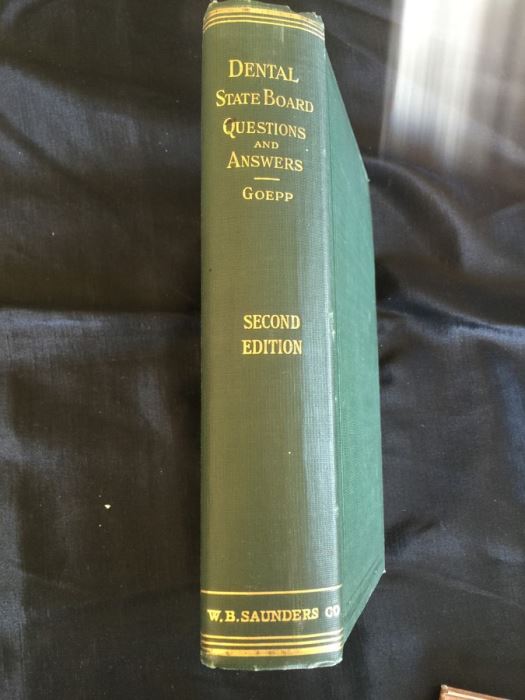 DENTAL
STATE BOARD
QUESTIONS
AND
ANSWERS
GOEPP
SECOND
EDITION
W. B. SAUNDERS CO